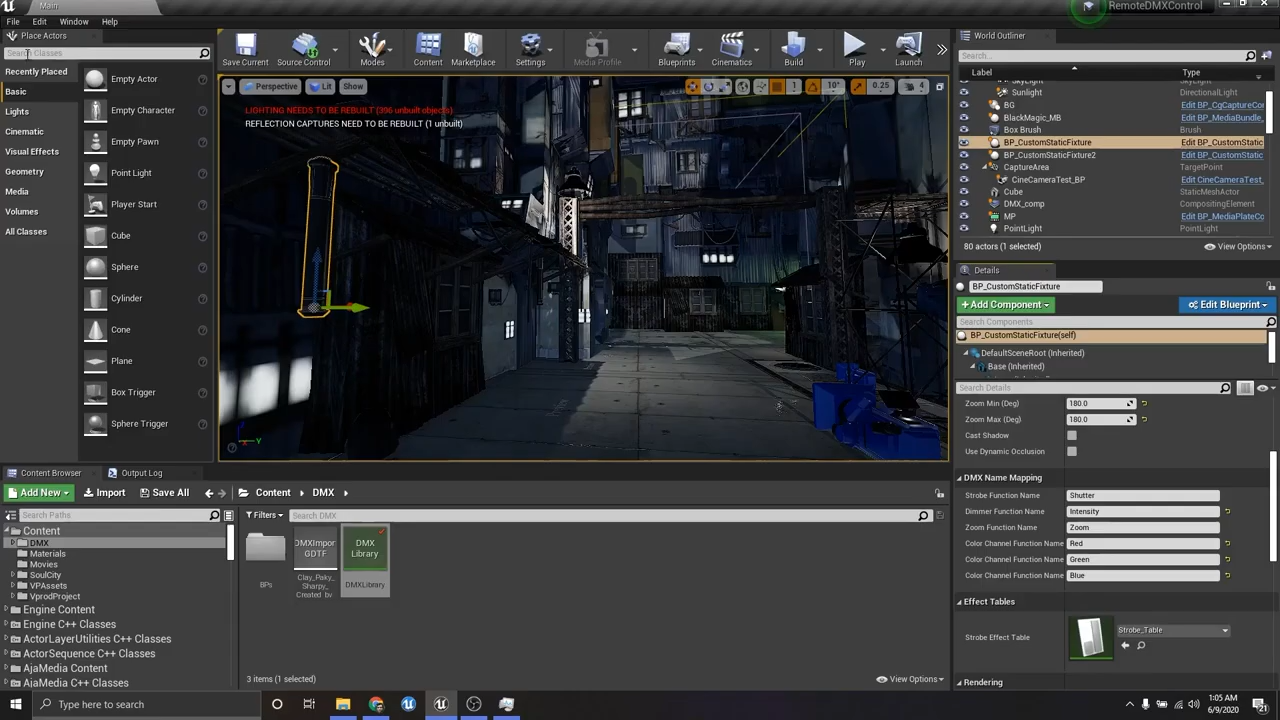 Main
RemoteDMXControl
File Edit Window Help
Place Actors
Search Classes
Recently Placed
Basic
Lights
Cinematic
Visual Effects
Geometry
Media
Volumes
All Classes
Empty Actor
Empty Character
Empty Pawn
Point Light
Player Start
Cube
Sphere
Cylinder
Cone
Plane
Box Trigger
Sphere Trigger
Save Current
Source Control
Modes
Content
Marketplace
Settings
Media Profile
Blueprints
Cinematics
Build
Play
Launch
Perspective Lit Show
1 10° 0.25 4
LIGHTING NEEDS TO BE REBUILT (396 unbuilt objects)
REFLECTION CAPTURES NEED TO BE REBUILT (1 unbuilt)
World Outliner
Search...
Label Type
SkyLight
Sunlight DirectionalLight
BG Edit BP_CgCaptureCor
BlackMagic_MB Edit BP_MediaBundle_
Box Brush Brush
BP_CustomStaticFixture Edit BP_CustomStatic
BP_CustomStaticFixture2 Edit BP_CustomStatic
CaptureArea TargetPoint
CineCameraTest_BP Edit CineCameraTest_
Cube StaticMeshActor
DMX_comp CompositingElement
MP Edit BP_MediaPlateCo
PointLight PointLight
80 actors (1 selected) View Options
Details
BP_CustomStaticFixture
Add Component Edit Blueprint
Search Components
BP_CustomStaticFixture(self)
DefaultSceneRoot (Inherited)
Base (Inherited)
Search Details
Zoom Min (Deg) 180.0
Zoom Max (Deg) 180.0
Cast Shadow
Use Dynamic Occlusion
DMX Name Mapping
Strobe Function Name Shutter
Dimmer Function Name Intensity
Zoom Function Name Zoom
Color Channel Function Name Red
Color Channel Function Name Green
Color Channel Function Name Blue
Effect Tables
Strobe Effect Table Strobe_Table
Rendering
Content Browser Output Log
Add New Import Save All Content DMX
Search Paths
Filters Search DMX
Content
DMX
Materials
Movies
SoulCity
VPAssets
VprodProject
Engine Content
Engine C++ Classes
ActorLayerUtilities C++ Classes
ActorSequence C++ Classes
AjaMedia Content
AjaMedia C++ Classes
BPs
DMXImpor
GDTF
Clay_Paky_
Sharpy_
Created_by
DMX
Library
DMXLibrary
3 items (1 selected) View Options
Type here to search
1:05 AM
6/9/2020
21